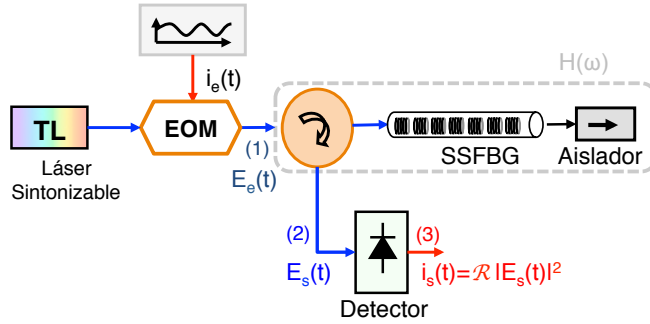 i_e(t)
H(ω)
TL
EOM
(1)
SSFBG
Aislador
Láser
Sintonizable
E_e(t)
(2)
(3)
E_s(t)
i_s(t)=ℛ|E_s(t)|²
Detector